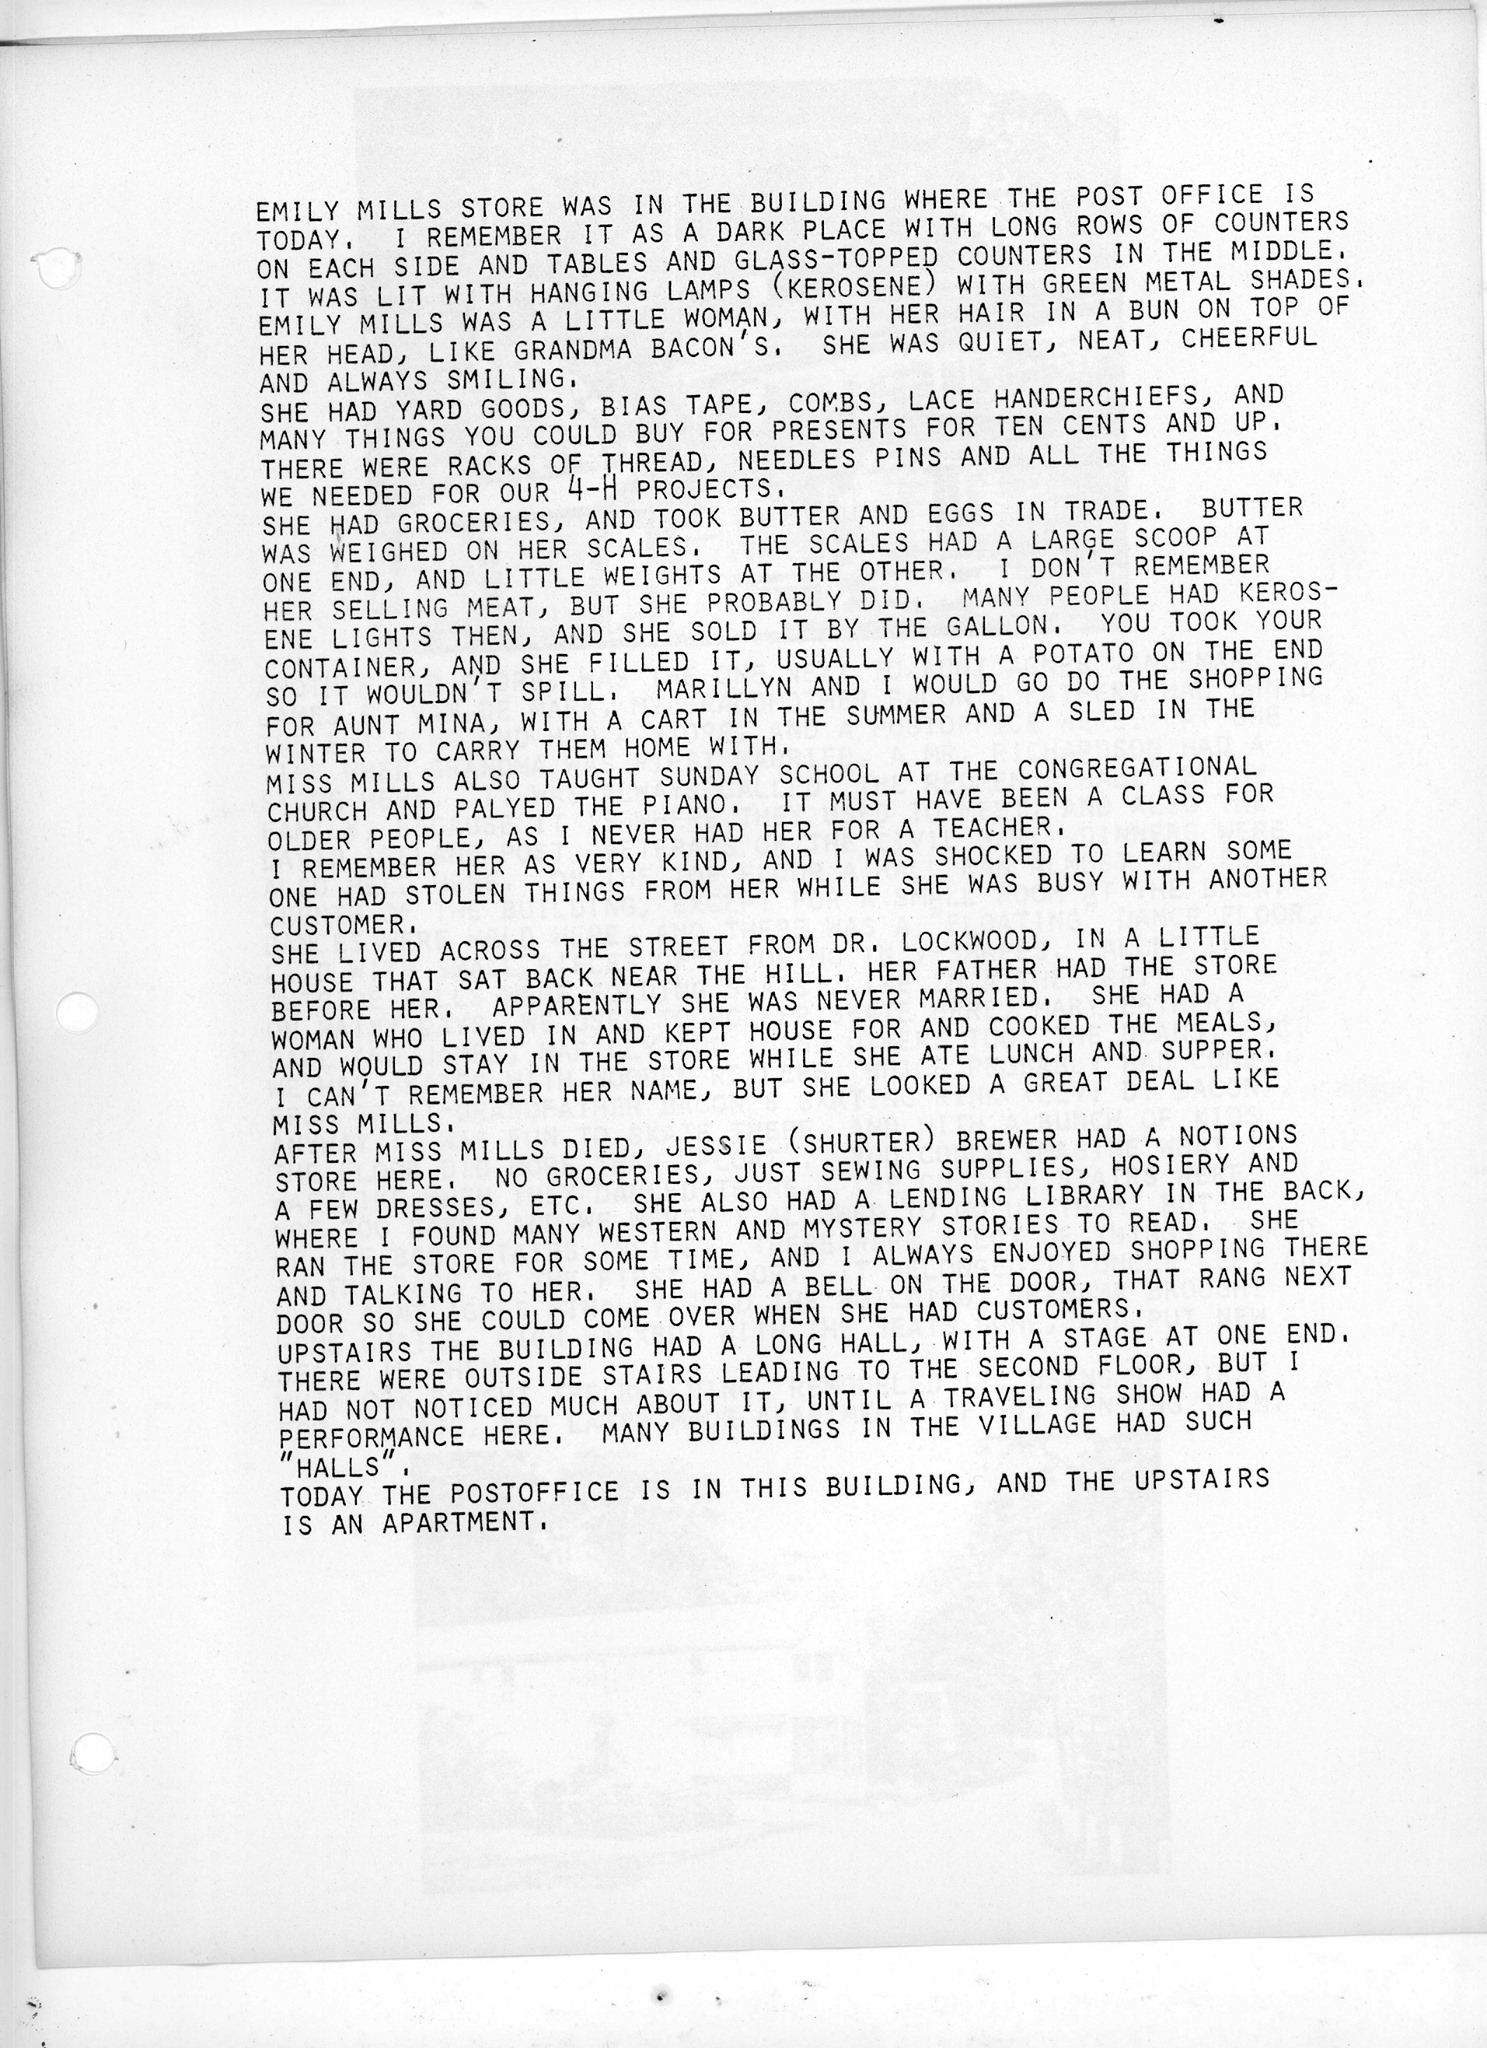 EMILY MILLS STORE WAS IN THE BUILDING WHERE THE POST OFFICE IS
TODAY. I REMEMBER IT AS A DARK PLACE WITH LONG ROWS OF COUNTERS
ON EACH SIDE AND TABLES AND GLASS-TOPPED COUNTERS IN THE MIDDLE.
IT WAS LIT WITH HANGING LAMPS (KEROSENE) WITH GREEN METAL SHADES.
EMILY MILLS WAS A LITTLE WOMAN, WITH HER HAIR IN A BUN ON TOP OF
HER HEAD, LIKE GRANDMA BACON'S. SHE WAS QUIET, NEAT, CHEERFUL
AND ALWAYS SMILING.
SHE HAD YARD GOODS, BIAS TAPE, COMBS, LACE HANDERCHIEFS, AND
MANY THINGS YOU COULD BUY FOR PRESENTS FOR TEN CENTS AND UP.
THERE WERE RACKS OF THREAD, NEEDLES PINS AND ALL THE THINGS
WE NEEDED FOR OUR 4-H PROJECTS.
SHE HAD GROCERIES, AND TOOK BUTTER AND EGGS IN TRADE. BUTTER
WAS WEIGHED ON HER SCALES. THE SCALES HAD A LARGE SCOOP AT
ONE END, AND LITTLE WEIGHTS AT THE OTHER. I DON'T REMEMBER
HER SELLING MEAT, BUT SHE PROBABLY DID. MANY PEOPLE HAD KEROS-
ENE LIGHTS THEN, AND SHE SOLD IT BY THE GALLON. YOU TOOK YOUR
CONTAINER, AND SHE FILLED IT, USUALLY WITH A POTATO ON THE END
SO IT WOULDN'T SPILL. MARILLYN AND I WOULD GO DO THE SHOPPING
FOR AUNT MINA, WITH A CART IN THE SUMMER AND A SLED IN THE
WINTER TO CARRY THEM HOME WITH.
MISS MILLS ALSO TAUGHT SUNDAY SCHOOL AT THE CONGREGATIONAL
CHURCH AND PALYED THE PIANO. IT MUST HAVE BEEN A CLASS FOR
OLDER PEOPLE, AS I NEVER HAD HER FOR A TEACHER.
I REMEMBER HER AS VERY KIND, AND I WAS SHOCKED TO LEARN SOME
ONE HAD STOLEN THINGS FROM HER WHILE SHE WAS BUSY WITH ANOTHER
CUSTOMER.
SHE LIVED ACROSS THE STREET FROM DR. LOCKWOOD, IN A LITTLE
HOUSE THAT SAT BACK NEAR THE HILL. HER FATHER HAD THE STORE
BEFORE HER. APPARENTLY SHE WAS NEVER MARRIED. SHE HAD A
WOMAN WHO LIVED IN AND KEPT HOUSE FOR AND COOKED THE MEALS,
AND WOULD STAY IN THE STORE WHILE SHE ATE LUNCH AND SUPPER.
I CAN'T REMEMBER HER NAME, BUT SHE LOOKED A GREAT DEAL LIKE
MISS MILLS.
AFTER MISS MILLS DIED, JESSIE (SHURTER) BREWER HAD A NOTIONS
STORE HERE. NO GROCERIES, JUST SEWING SUPPLIES, HOSIERY AND
A FEW DRESSES, ETC. SHE ALSO HAD A LENDING LIBRARY IN THE BACK,
WHERE I FOUND MANY WESTERN AND MYSTERY STORIES TO READ. SHE
RAN THE STORE FOR SOME TIME, AND I ALWAYS ENJOYED SHOPPING THERE
AND TALKING TO HER. SHE HAD A BELL ON THE DOOR, THAT RANG NEXT
DOOR SO SHE COULD COME OVER WHEN SHE HAD CUSTOMERS.
UPSTAIRS THE BUILDING HAD A LONG HALL, WITH A STAGE AT ONE END.
THERE WERE OUTSIDE STAIRS LEADING TO THE SECOND FLOOR, BUT I
HAD NOT NOTICED MUCH ABOUT IT, UNTIL A TRAVELING SHOW HAD A
PERFORMANCE HERE. MANY BUILDINGS IN THE VILLAGE HAD SUCH
"HALLS".
TODAY THE POSTOFFICE IS IN THIS BUILDING, AND THE UPSTAIRS
IS AN APARTMENT.